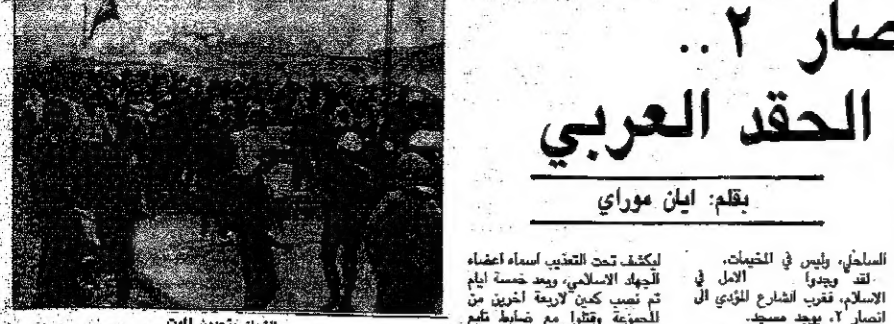 صار ٢ ..
الحقد العربي
بقلم: ايان موراي
الساحلي، وليس في المخيمات.
لقد وجدوا الامل في
الاسلام، فقرب الشارع المؤدي الى
انصار ٢، يوجد مسجد.
ليكشف تحت التعذيب اسماء اعضاء
الجهاد الاسلامي، وبعد خمسة ايام
تم نصب كمين لاربعة اخرين من
المجموعة وقتلوا مع ضابط تابع